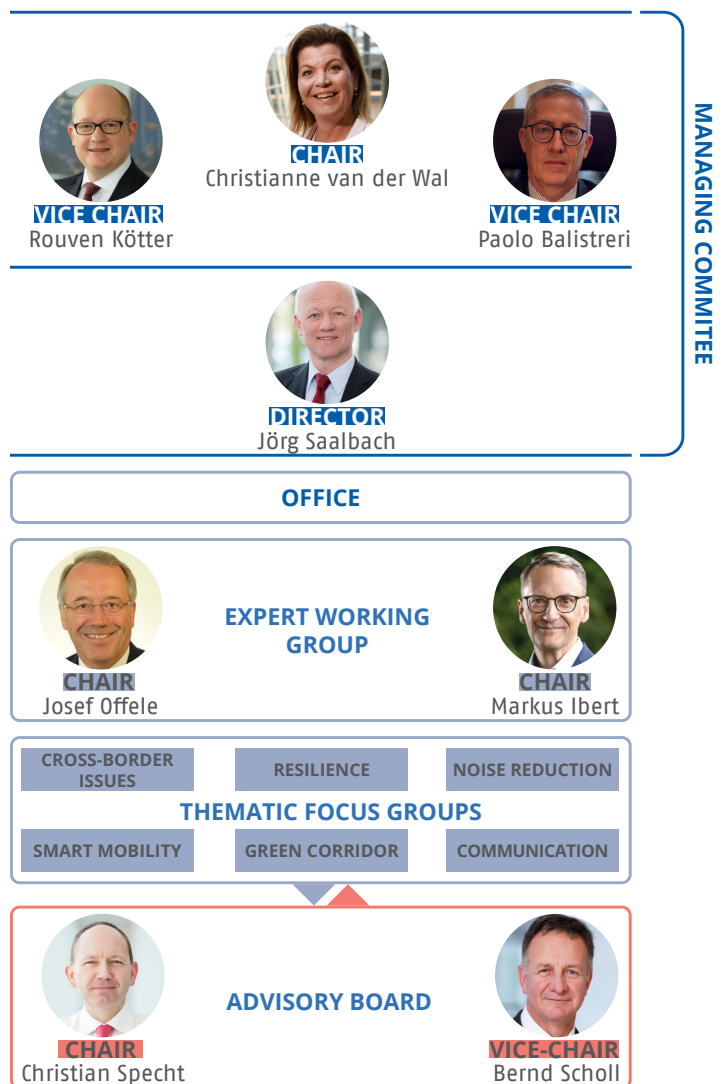 CHAIR
Christianne van der Wal
VICE CHAIR
Rouven Kötter
VICE CHAIR
Paolo Balistreri
MANAGING COMMITEE
DIRECTOR
Jörg Saalbach
OFFICE
EXPERT WORKING
GROUP
CHAIR
Josef Offele
CHAIR
Markus Ibert
CROSS-BORDER
ISSUES
RESILIENCE
NOISE REDUCTION
THEMATIC FOCUS GROUPS
SMART MOBILITY
GREEN CORRIDOR
COMMUNICATION
ADVISORY BOARD
CHAIR
Christian Specht
VICE-CHAIR
Bernd Scholl